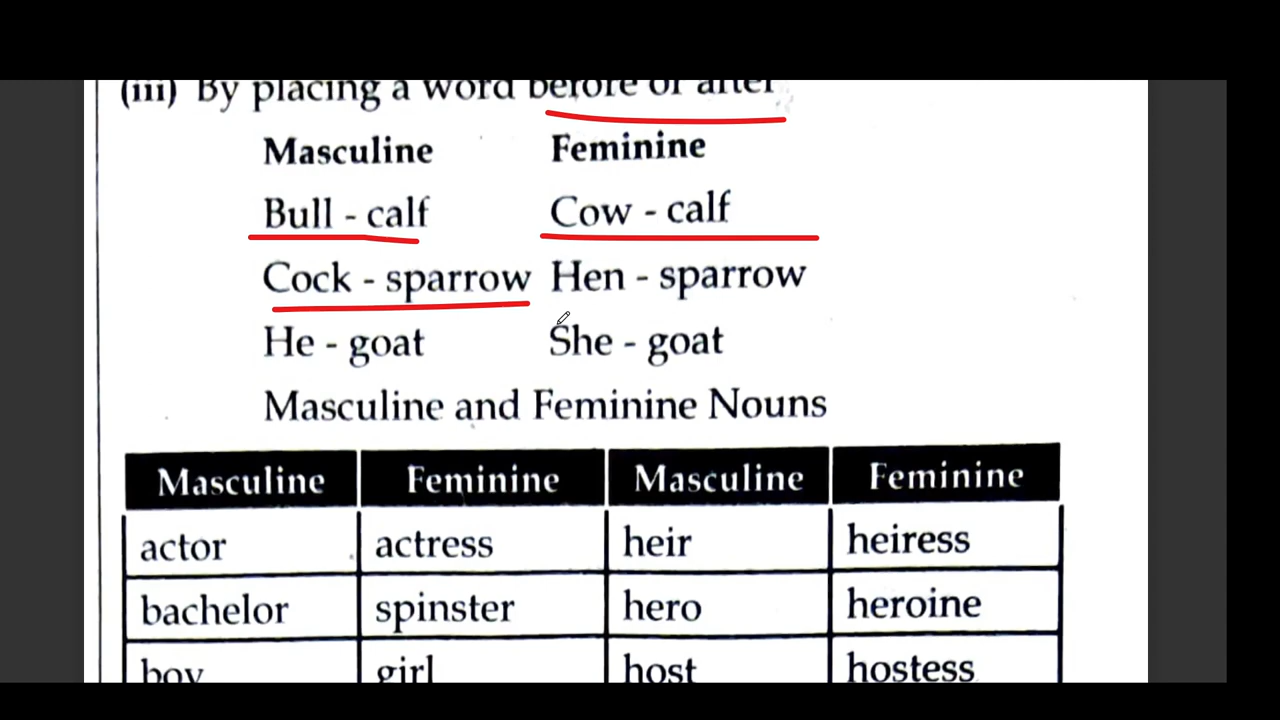 (iii) By placing a word before or after
Masculine Feminine
Bull - calf Cow - calf
Cock - sparrow Hen - sparrow
He - goat She - goat
Masculine and Feminine Nouns
Masculine Feminine Masculine Feminine
actor actress heir heiress
bachelor spinster hero heroine
boy girl host hostess